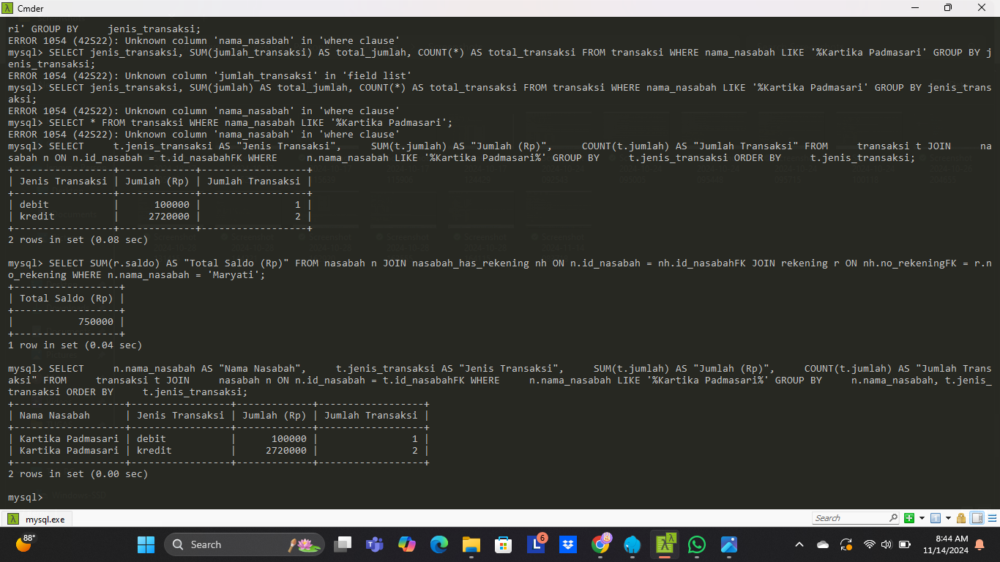 Cmder
ri' GROUP BY     jenis_transaksi;
ERROR 1054 (42S22): Unknown column 'nama_nasabah' in 'where clause'
mysql> SELECT jenis_transaksi, SUM(jumlah_transaksi) AS total_jumlah, COUNT(*) AS total_transaksi FROM transaksi WHERE nama_nasabah LIKE '%Kartika Padmasari' GROUP BY j
enis_transaksi;
ERROR 1054 (42S22): Unknown column 'jumlah_transaksi' in 'field list'
mysql> SELECT jenis_transaksi, SUM(jumlah) AS total_jumlah, COUNT(*) AS total_transaksi FROM transaksi WHERE nama_nasabah LIKE '%Kartika Padmasari' GROUP BY jenis_trans
aksi;
ERROR 1054 (42S22): Unknown column 'nama_nasabah' in 'where clause'
mysql> SELECT * FROM transaksi WHERE nama_nasabah LIKE '%Kartika Padmasari';
ERROR 1054 (42S22): Unknown column 'nama_nasabah' in 'where clause'
mysql> SELECT     t.jenis_transaksi AS "Jenis Transaksi",     SUM(t.jumlah) AS "Jumlah (Rp)",     COUNT(t.jumlah) AS "Jumlah Transaksi" FROM     transaksi t JOIN     na
sabah n ON n.id_nasabah = t.id_nasabahFK WHERE     n.nama_nasabah LIKE '%Kartika Padmasari%' GROUP BY     t.jenis_transaksi ORDER BY     t.jenis_transaksi;
+-----------------+-------------+------------------+
| Jenis Transaksi | Jumlah (Rp) | Jumlah Transaksi |
+-----------------+-------------+------------------+
| debit           |      100000 |                1 |
| kredit          |     2720000 |                2 |
+-----------------+-------------+------------------+
2 rows in set (0.08 sec)
mysql> SELECT SUM(r.saldo) AS "Total Saldo (Rp)" FROM nasabah n JOIN nasabah_has_rekening nh ON n.id_nasabah = nh.id_nasabahFK JOIN rekening r ON nh.no_rekeningFK = r.n
o_rekening WHERE n.nama_nasabah = 'Maryati';
+------------------+
| Total Saldo (Rp) |
+------------------+
|           750000 |
+------------------+
1 row in set (0.04 sec)
mysql> SELECT     n.nama_nasabah AS "Nama Nasabah",     t.jenis_transaksi AS "Jenis Transaksi",     SUM(t.jumlah) AS "Jumlah (Rp)",     COUNT(t.jumlah) AS "Jumlah Trans
aksi" FROM     transaksi t JOIN     nasabah n ON n.id_nasabah = t.id_nasabahFK WHERE     n.nama_nasabah LIKE '%Kartika Padmasari%' GROUP BY     n.nama_nasabah, t.jenis_
transaksi ORDER BY     t.jenis_transaksi;
+-------------------+-----------------+-------------+------------------+
| Nama Nasabah      | Jenis Transaksi | Jumlah (Rp) | Jumlah Transaksi |
+-------------------+-----------------+-------------+------------------+
| Kartika Padmasari | debit           |      100000 |                1 |
| Kartika Padmasari | kredit          |     2720000 |                2 |
+-------------------+-----------------+-------------+------------------+
2 rows in set (0.00 sec)
mysql>
mysql.exe
Search
88°
Search
6
8:44 AM
11/14/2024